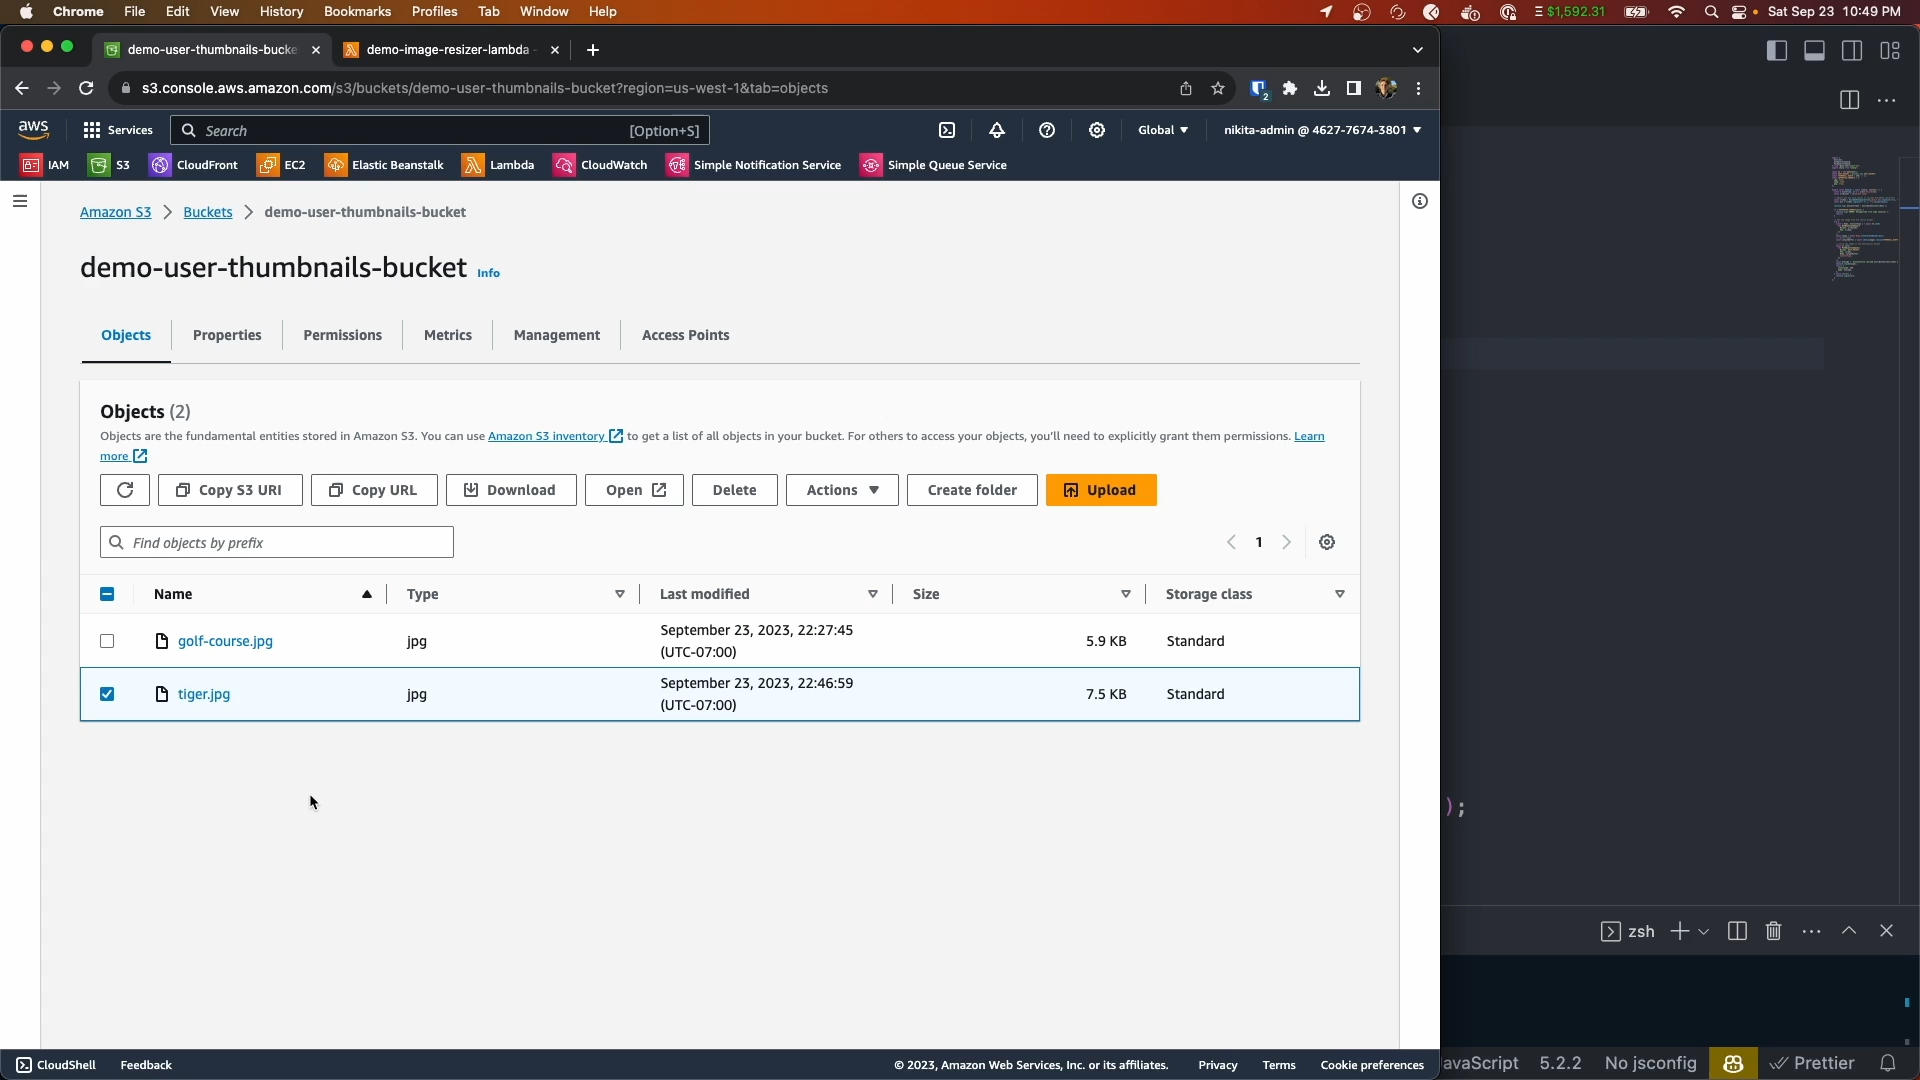 Chrome File Edit View History Bookmarks Profiles Tab Window Help $1,592.31 Sat Sep 23 10:49 PM
demo-user-thumbnails-bucke demo-image-resizer-lambda -
s3.console.aws.amazon.com/s3/buckets/demo-user-thumbnails-bucket?region=us-west-1&tab=objects 2
aws Services Search [Option+S] Global nikita-admin @ 4627-7674-3801
IAM S3 CloudFront EC2 Elastic Beanstalk Lambda CloudWatch Simple Notification Service Simple Queue Service
Amazon S3 Buckets demo-user-thumbnails-bucket
demo-user-thumbnails-bucket Info
Objects Properties Permissions Metrics Management Access Points
Objects (2)
Objects are the fundamental entities stored in Amazon S3. You can use Amazon S3 inventory to get a list of all objects in your bucket. For others to access your objects, you'll need to explicitly grant them permissions. Learn
more
Copy S3 URI Copy URL Download Open Delete Actions Create folder Upload
Find objects by prefix 1
Name Type Last modified Size Storage class
golf-course.jpg jpg September 23, 2023, 22:27:45 5.9 KB Standard
(UTC-07:00)
tiger.jpg jpg September 23, 2023, 22:46:59 7.5 KB Standard
(UTC-07:00)
);
zsh
CloudShell Feedback © 2023, Amazon Web Services, Inc. or its affiliates. Privacy Terms Cookie preferences avaScript 5.2.2 No jsconfig Prettier